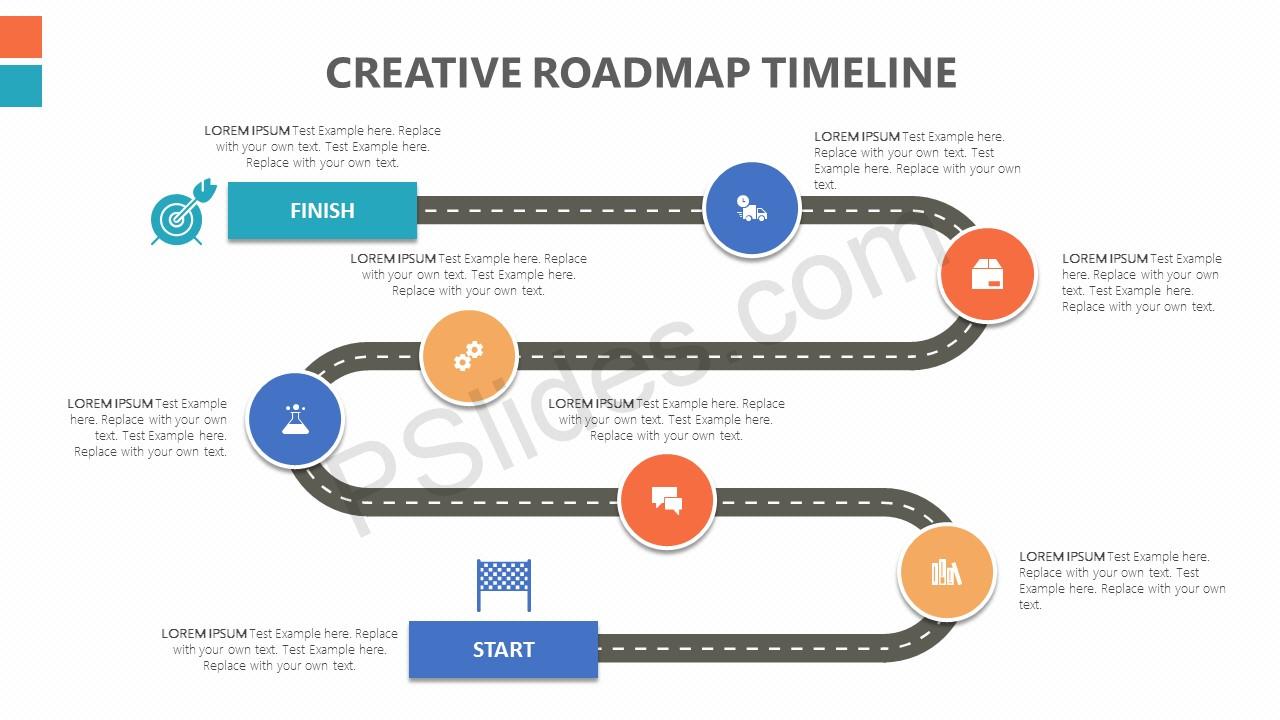 CREATIVE ROADMAP TIMELINE
LOREM IPSUM Test Example here. Replace
with your own text. Test Example here.
Replace with your own text.
FINISH
LOREM IPSUM Test Example here.
Replace with your own text. Test
Example here. Replace with your own
text.
LOREM IPSUM Test Example here. Replace
with your own text. Test Example here.
Replace with your own text.
LOREM IPSUM Test Example
here. Replace with your own
text. Test Example here.
Replace with your own text.
LOREM IPSUM Test Example
here. Replace with your own
text. Test Example here.
Replace with your own text.
LOREM IPSUM Test Example here. Replace
with your own text. Test Example here.
Replace with your own text.
PSlides.com
LOREM IPSUM Test Example here.
Replace with your own text. Test
Example here. Replace with your own
text.
LOREM IPSUM Test Example here. Replace
with your own text. Test Example here.
Replace with your own text.
START